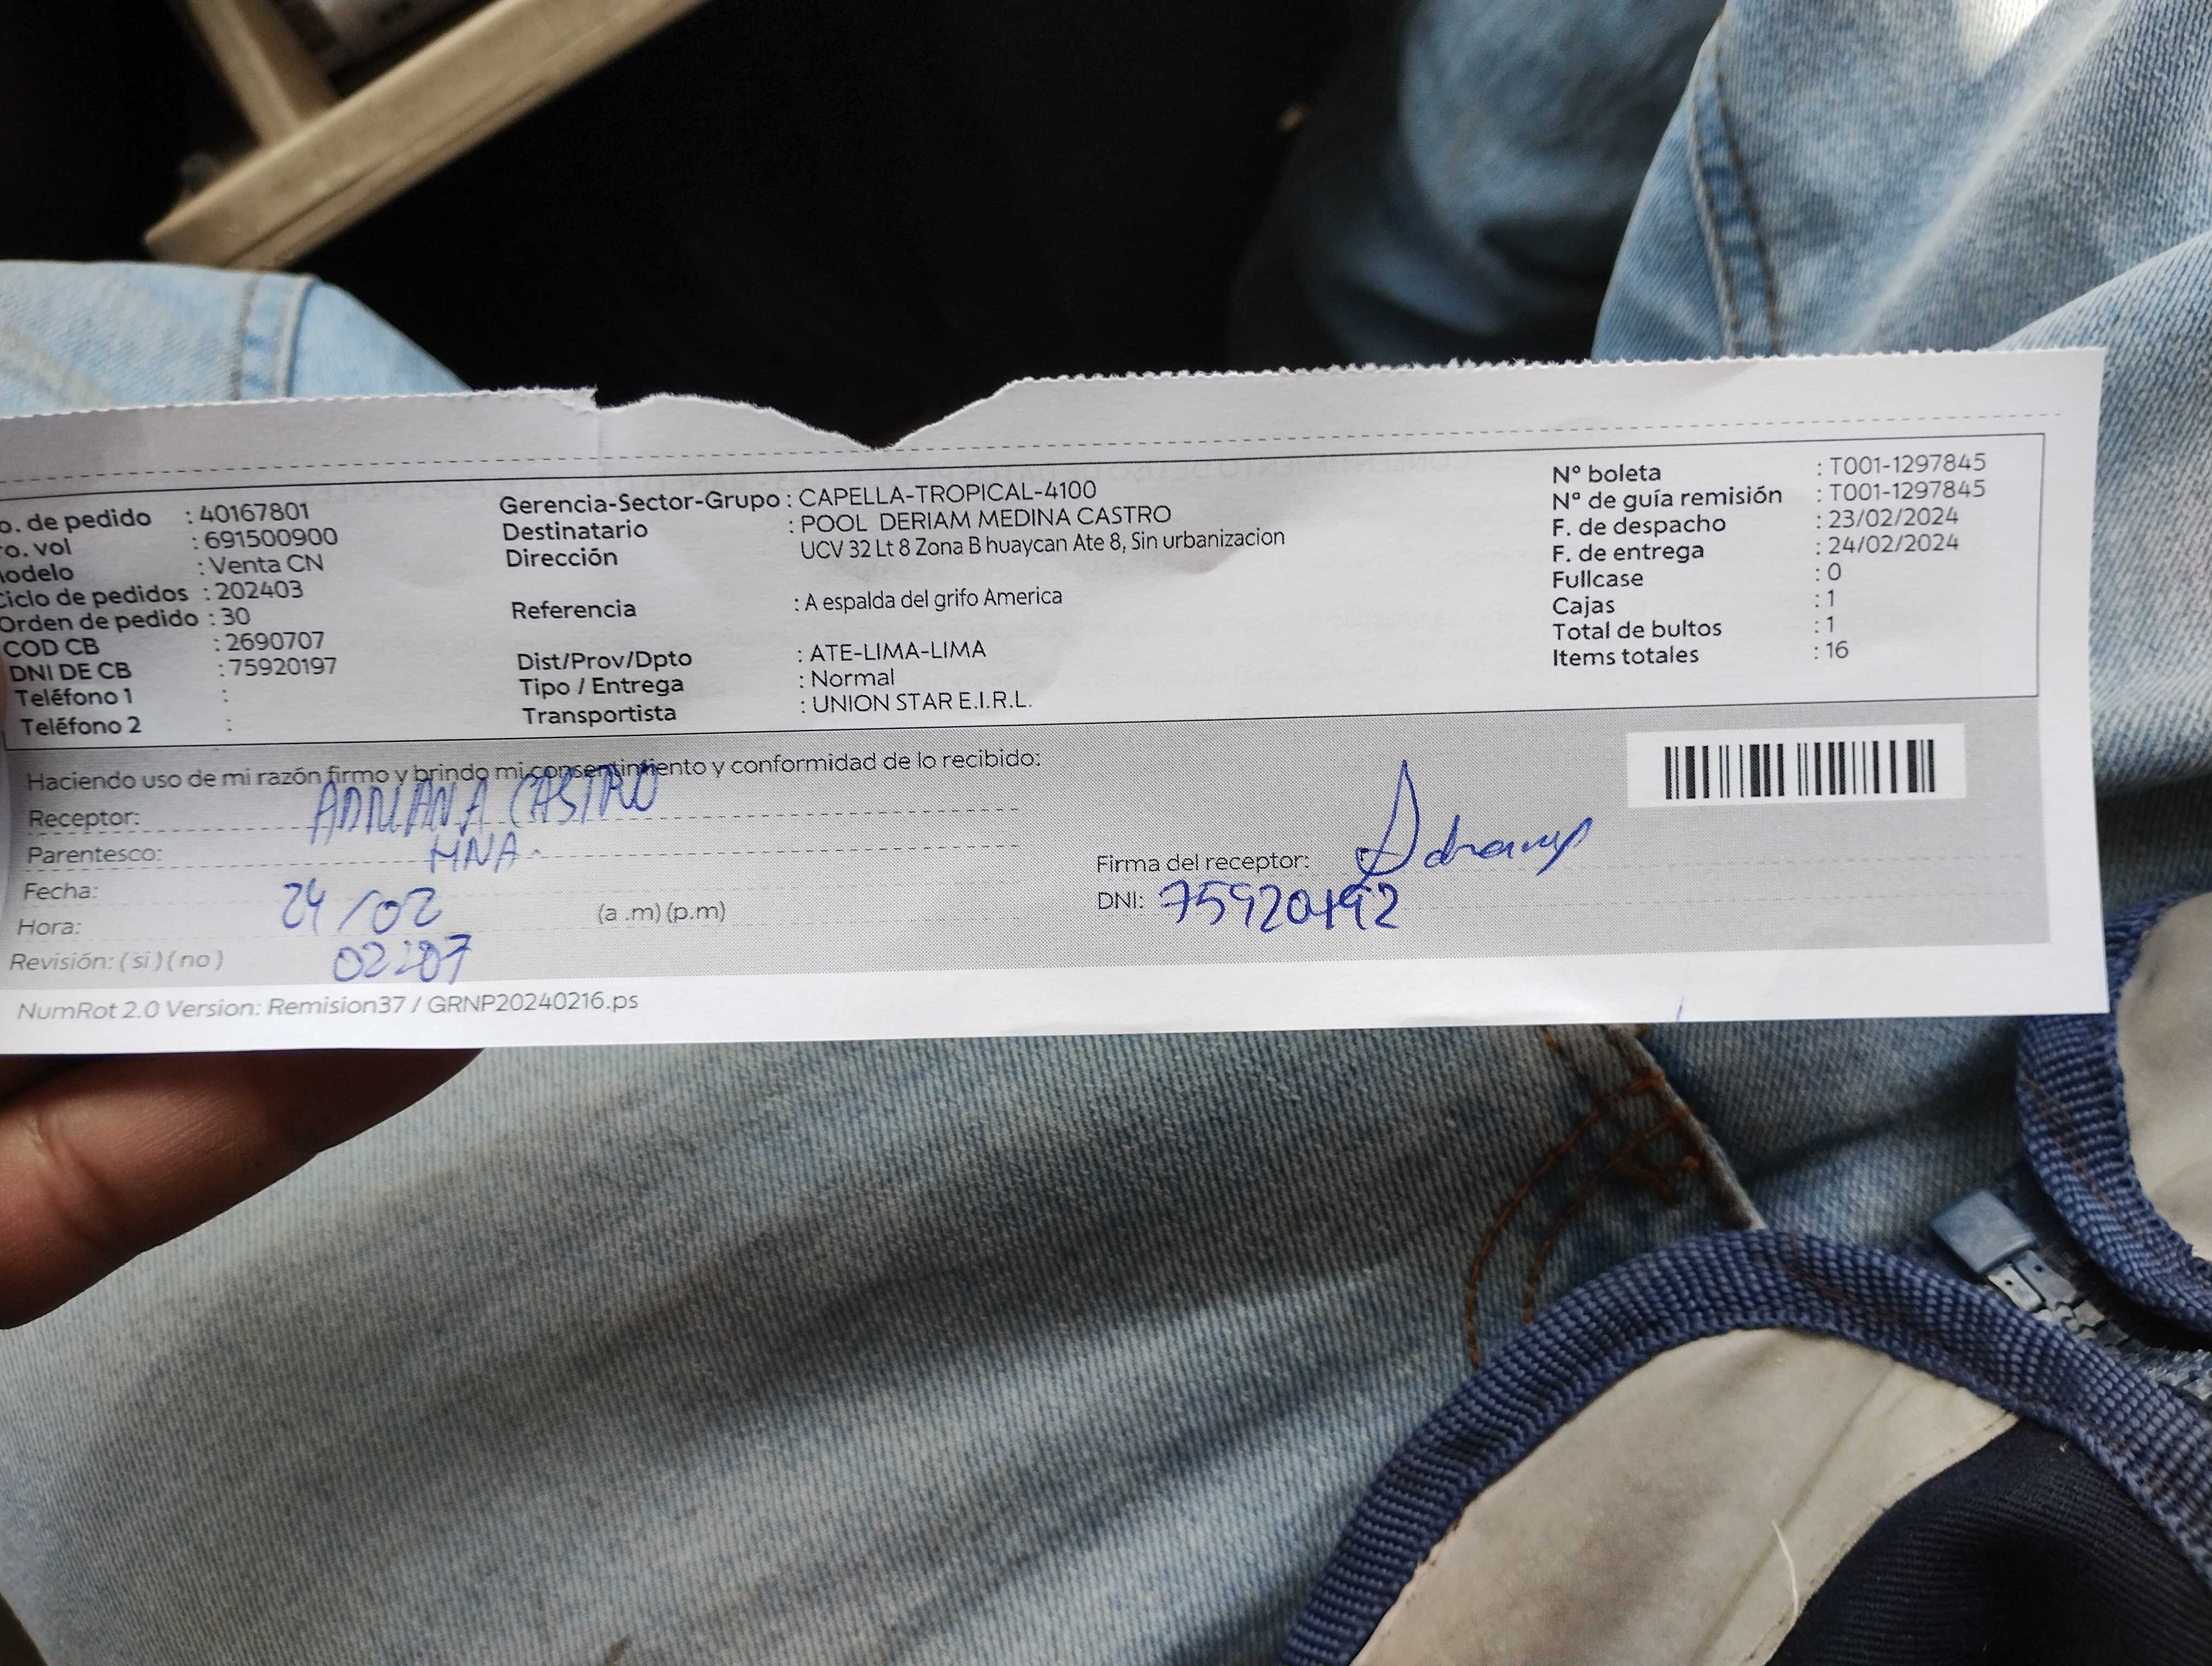 o. de pedido : 40167801
ro. vol : 691500900
odelo : Venta CN
Ciclo de pedidos : 202403
Orden de pedido : 30
COD CB : 2690707
DNI DE CB : 75920197
Teléfono 1 :
Teléfono 2 :
Gerencia-Sector-Grupo : CAPELLA-TROPICAL-4100
Destinatario : POOL DERIAM MEDINA CASTRO
Dirección UCV 32 Lt 8 Zona B huaycan Ate 8, Sin urbanizacion
Referencia : A espalda del grifo America
Dist/Prov/Dpto : ATE-LIMA-LIMA
Tipo / Entrega : Normal
Transportista : UNION STAR E.I.R.L.
Nº boleta : T001-1297845
Nº de guía remisión : T001-1297845
F. de despacho : 23/02/2024
F. de entrega : 24/02/2024
Fullcase : 0
Cajas : 1
Total de bultos : 1
Items totales : 16
Haciendo uso de mi razón firmo y brindo mi consentimiento y conformidad de lo recibido:
Receptor: ADRIANA CASTRO
Parentesco: HNA.
Fecha: 24/02
Hora: (a .m) (p.m)
02:07
Revisión: ( si ) ( no )
Firma del receptor:
DNI: 75920192
NumRot 2.0 Version: Remision37 / GRNP20240216.ps